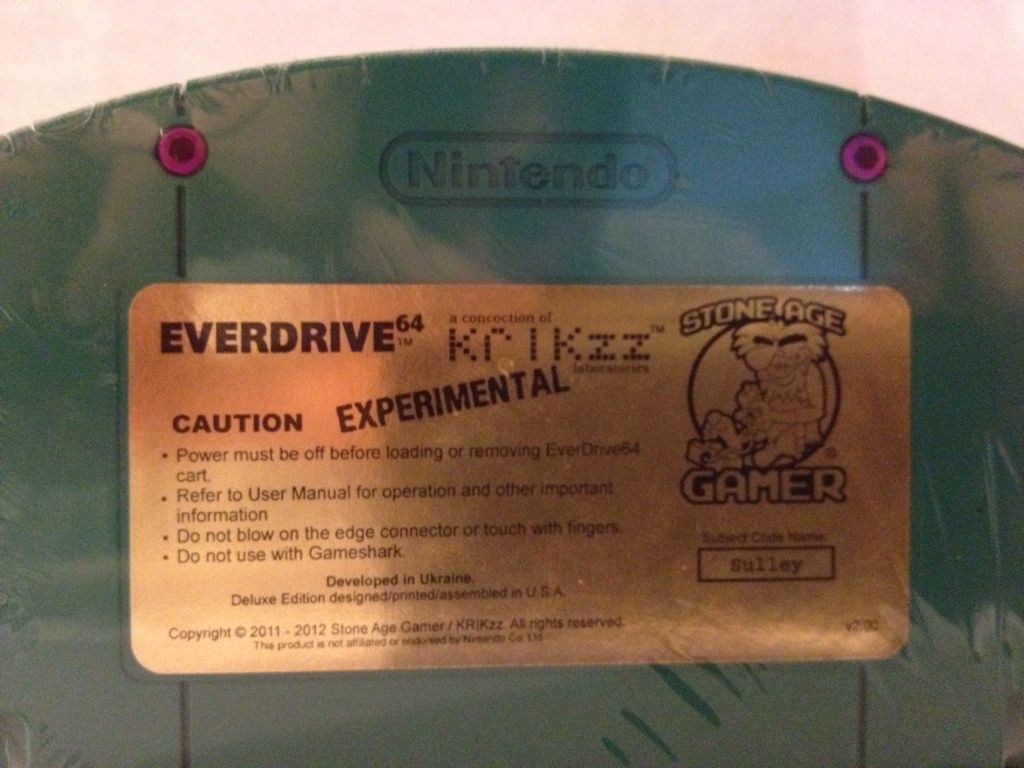 Nintendo
EVERDRIVE64™
a concoction of
KrIKzz™
laboratories
STONE AGE
GAMER®
CAUTION
EXPERIMENTAL
• Power must be off before loading or removing EverDrive64
cart.
• Refer to User Manual for operation and other important
information
• Do not blow on the edge connector or touch with fingers.
• Do not use with Gameshark.
Subject Code Name:
Sulley
Developed in Ukraine.
Deluxe Edition designed/printed/assembled in U.S.A.
Copyright © 2011 - 2012 Stone Age Gamer / KRIKzz. All rights reserved.
This product is not affiliated or endorsed by Nintendo Co. Ltd
v2.00